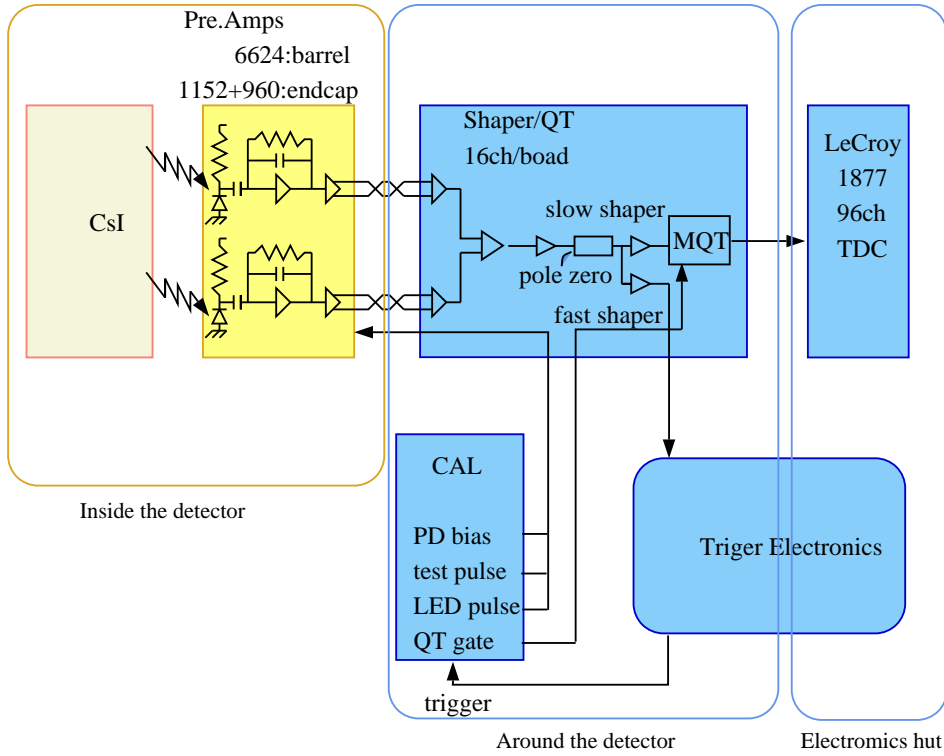 Pre.Amps
6624:barrel
1152+960:endcap
CsI
Shaper/QT
16ch/boad
slow shaper
MQT
pole zero
fast shaper
LeCroy
1877
96ch
TDC
CAL
PD bias
test pulse
LED pulse
QT gate
trigger
Triger Electronics
Inside the detector
Around the detector
Electromics hut